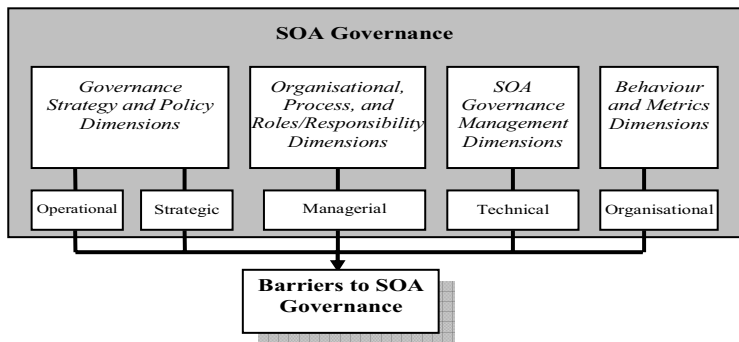 SOA Governance
Governance
Strategy and Policy
Dimensions
Organisational,
Process, and
Roles/Responsibility
Dimensions
SOA
Governance
Management
Dimensions
Behaviour
and Metrics
Dimensions
Operational
Strategic
Managerial
Technical
Organisational
Barriers to SOA
Governance